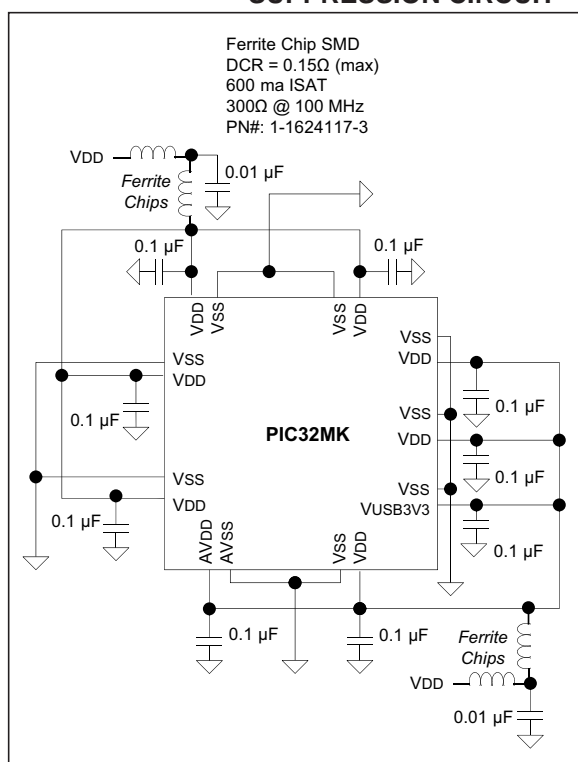 Ferrite Chip SMD
DCR = 0.15Ω (max)
600 ma ISAT
300Ω @ 100 MHz
PN#: 1-1624117-3
VDD
0.01 µF
Ferrite
Chips
0.1 µF
0.1 µF
VDD
VSS
VSS
VDD
VSS
VDD
0.1 µF
VSS
VDD
0.1 µF
PIC32MK
VSS
VDD
0.1 µF
VSS
VDD
0.1 µF
VSS
VUSB3V3
0.1 µF
AVDD
AVSS
VSS
VDD
0.1 µF
0.1 µF
Ferrite
Chips
VDD
0.01 µF